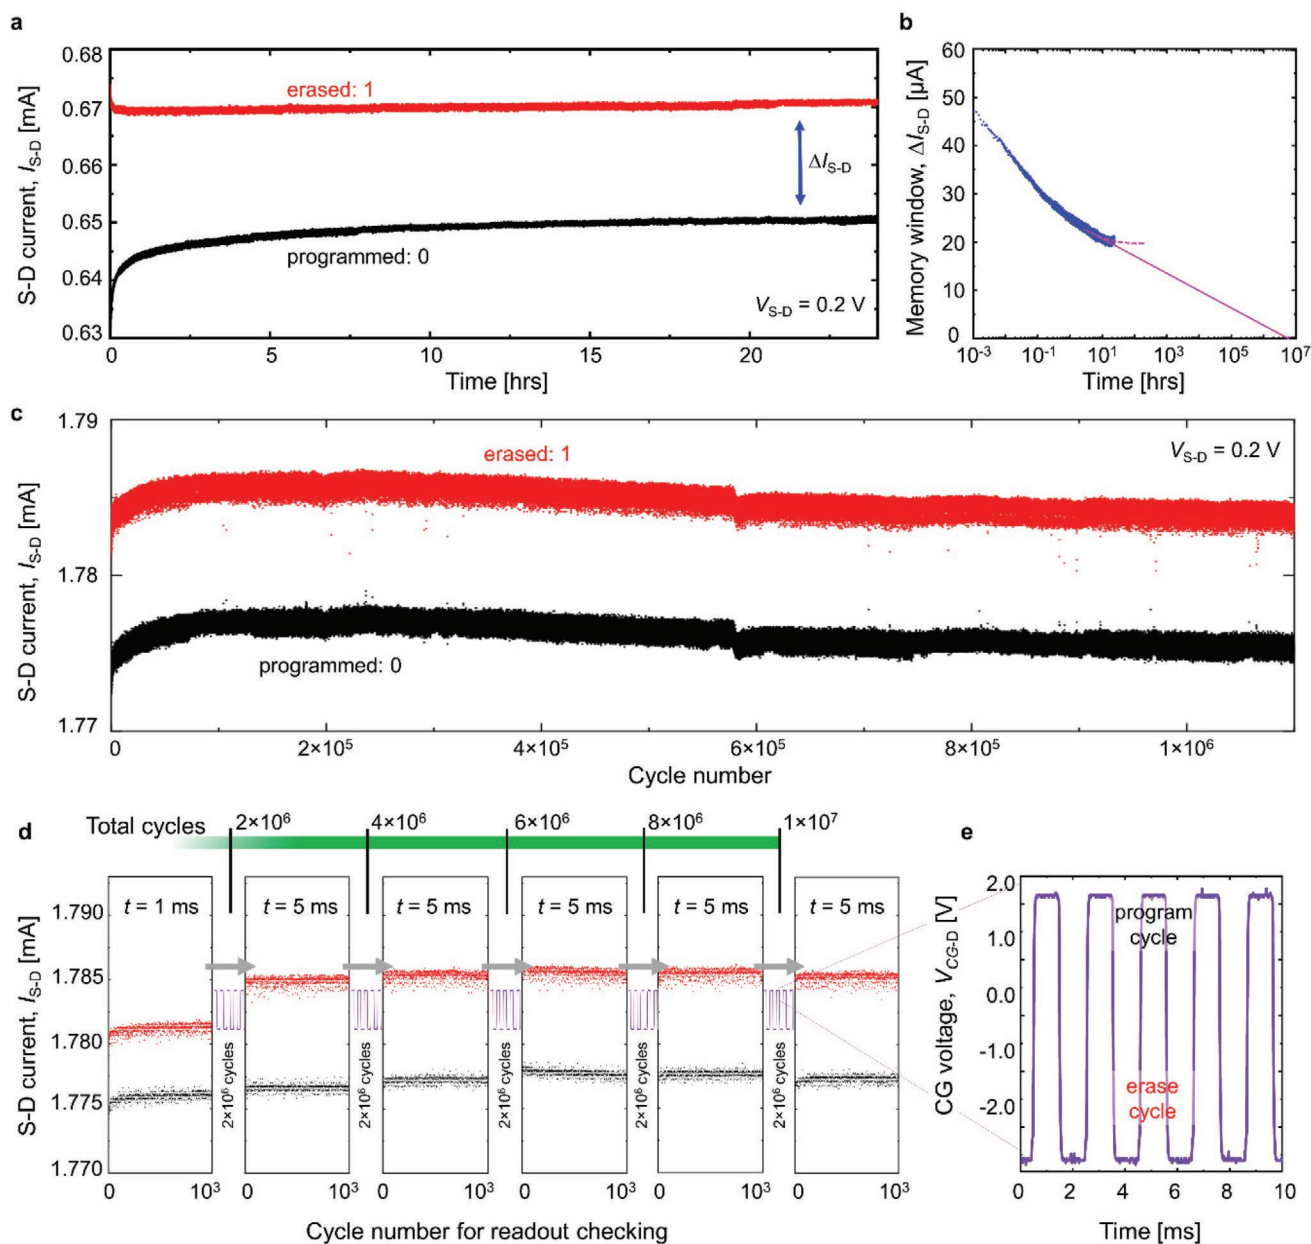 a
S-D current, I_S-D [mA]
0.68
0.67
0.66
0.65
0.64
0.63
erased: 1
ΔI_S-D
programmed: 0
V_S-D = 0.2 V
0 5 10 15 20
Time [hrs]
b
Memory window, ΔI_S-D [µA]
60
50
40
30
20
10
0
10⁻³ 10⁻¹ 10¹ 10³ 10⁵ 10⁷
Time [hrs]
c
S-D current, I_S-D [mA]
1.79
1.78
1.77
erased: 1
V_S-D = 0.2 V
programmed: 0
0 2×10⁵ 4×10⁵ 6×10⁵ 8×10⁵ 1×10⁶
Cycle number
d
Total cycles 2×10⁶ 4×10⁶ 6×10⁶ 8×10⁶ 1×10⁷
S-D current, I_S-D [mA]
1.790
1.785
1.780
1.775
1.770
t = 1 ms t = 5 ms t = 5 ms t = 5 ms t = 5 ms t = 5 ms
2×10⁶ cycles 2×10⁶ cycles 2×10⁶ cycles 2×10⁶ cycles 2×10⁶ cycles
0 10³ 0 10³ 0 10³ 0 10³ 0 10³ 0 10³
Cycle number for readout checking
e
CG voltage, V_CG-D [V]
2.0
1.0
0.0
-1.0
-2.0
program
cycle
erase
cycle
0 2 4 6 8 10
Time [ms]